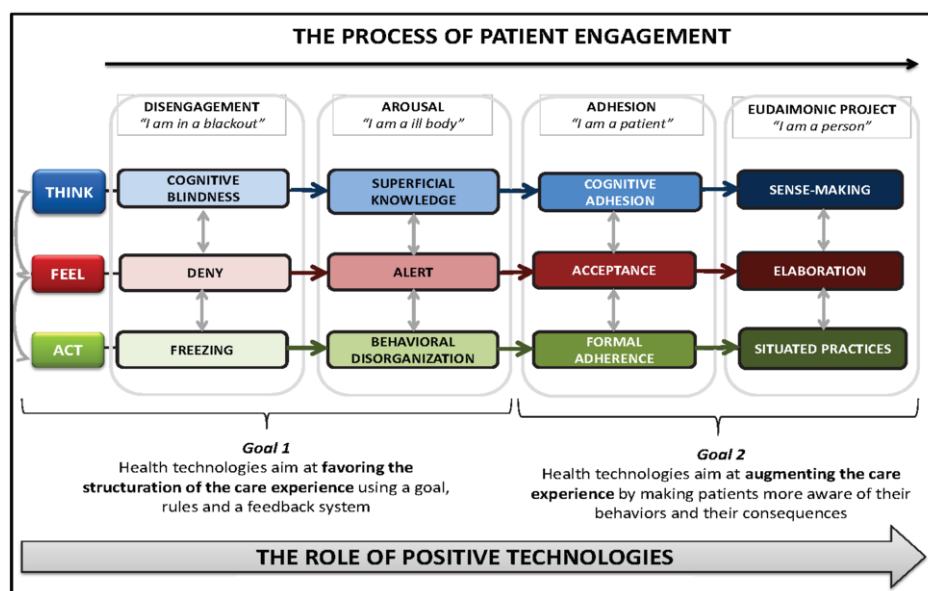 THE PROCESS OF PATIENT ENGAGEMENT
DISENGAGEMENT
"I am in a blackout"
AROUSAL
"I am a ill body"
ADHESION
"I am a patient"
EUDAIMONIC PROJECT
"I am a person"
THINK
COGNITIVE
BLINDNESS
SUPERFICIAL
KNOWLEDGE
COGNITIVE
ADHESION
SENSE-MAKING
FEEL
DENY
ALERT
ACCEPTANCE
ELABORATION
ACT
FREEZING
BEHAVIORAL
DISORGANIZATION
FORMAL
ADHERENCE
SITUATED PRACTICES
Goal 1
Health technologies aim at favoring the
structuration of the care experience using a goal,
rules and a feedback system
Goal 2
Health technologies aim at augmenting the care
experience by making patients more aware of their
behaviors and their consequences
THE ROLE OF POSITIVE TECHNOLOGIES